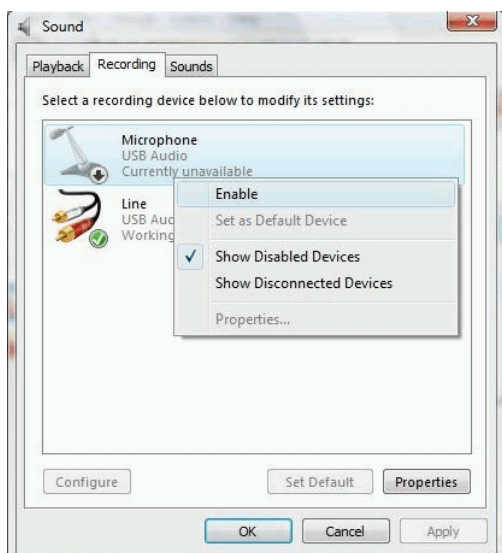 Sound
Playback Recording Sounds
Select a recording device below to modify its settings:
Microphone
USB Audio
Currently unavailable
Enable
Line
USB Aud
Set as Default Device
Working
Show Disabled Devices
Show Disconnected Devices
Properties...
Configure Set Default Properties
OK Cancel Apply